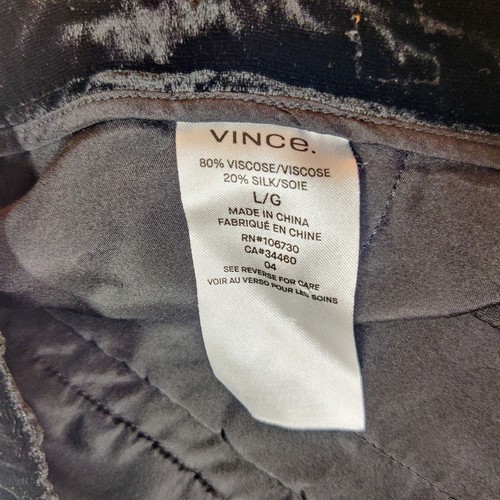 VINCE.
80% VISCOSE/VISCOSE
20% SILK/SOIE
L/G
MADE IN CHINA
FABRIQUÉ EN CHINE
RN#106730
CA#34460
04
SEE REVERSE FOR CARE
VOIR AU VERSO POUR LES SOINS